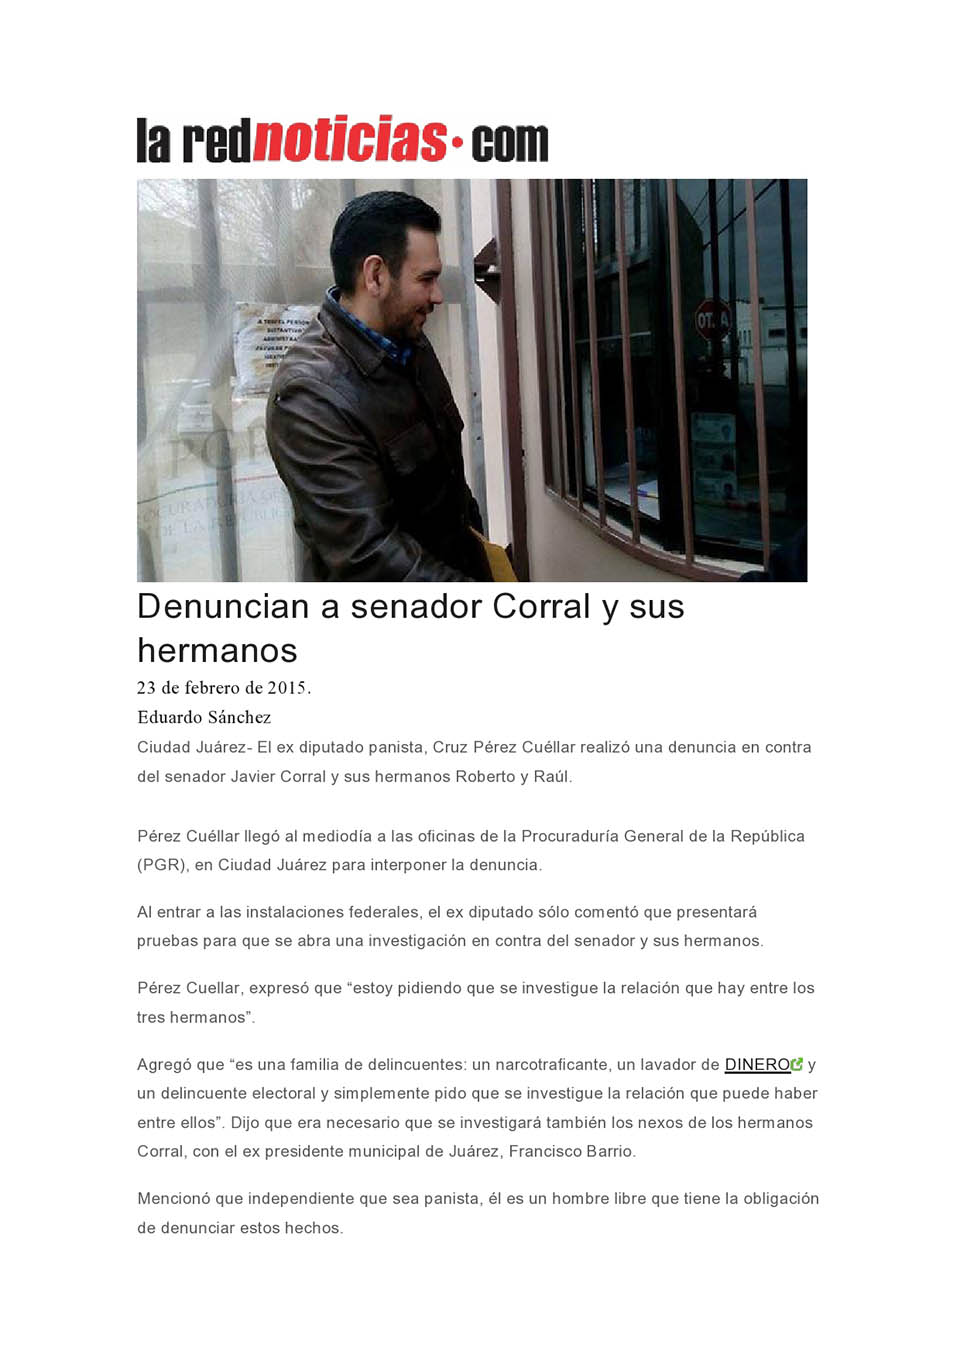 la rednoticias.com
A TODO EL PERSON
SUSTANTIVO
ADMINISTRA
PGR
PROCURADURÍA GE
DE LA REPÚBLIC
Denuncian a senador Corral y sus
hermanos
23 de febrero de 2015.
Eduardo Sánchez
Ciudad Juárez- El ex diputado panista, Cruz Pérez Cuéllar realizó una denuncia en contra
del senador Javier Corral y sus hermanos Roberto y Raúl.
Pérez Cuéllar llegó al mediodía a las oficinas de la Procuraduría General de la República
(PGR), en Ciudad Juárez para interponer la denuncia.
Al entrar a las instalaciones federales, el ex diputado sólo comentó que presentará
pruebas para que se abra una investigación en contra del senador y sus hermanos.
Pérez Cuellar, expresó que “estoy pidiendo que se investigue la relación que hay entre los
tres hermanos”.
Agregó que “es una familia de delincuentes: un narcotraficante, un lavador de DINERO y
un delincuente electoral y simplemente pido que se investigue la relación que puede haber
entre ellos”. Dijo que era necesario que se investigará también los nexos de los hermanos
Corral, con el ex presidente municipal de Juárez, Francisco Barrio.
Mencionó que independiente que sea panista, él es un hombre libre que tiene la obligación
de denunciar estos hechos.